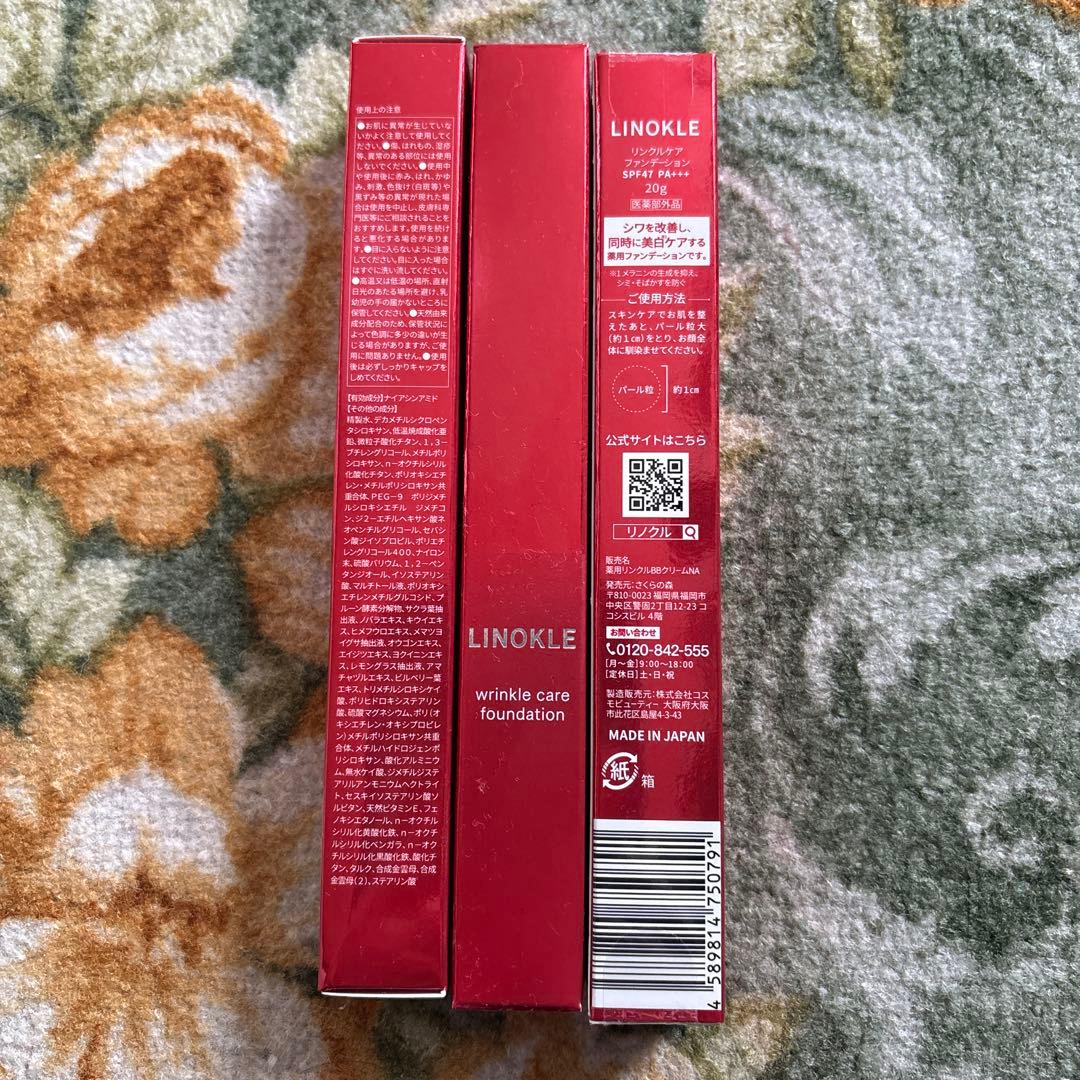 使用上の注意
●お肌に異常が生じていな
いかよく注意して使用してく
ださい。●傷、はれもの、湿疹
等、異常のある部位には使用
しないでください。●使用中
や使用後に赤み、はれ、かゆ
み、刺激、色抜け(白斑等)や
黒ずみ等の異常が現れた場
合は使用を中止し、皮膚科専
門医等にご相談されることを
おすすめします。使用を続け
ると悪化する場合がありま
す。●目に入らないように注意
してください。目に入った場合
はすぐに洗い流してください。
●高温又は低温の場所、直射
日光のあたる場所を避け、乳
幼児の手の届かないところに
保管してください。●天然由来
成分配合のため、保管状況に
よって色調に多少の違いが生
じる場合がありますが、ご使
用に問題ありません。●使用
後は必ずしっかりキャップを
しめてください。
【有効成分】ナイアシンアミド
【その他の成分】
精製水、デカメチルシクロペン
タシロキサン、低温焼成酸化亜
鉛、微粒子酸化チタン、1,3-
ブチレングリコール、メチルポリ
シロキサン、n-オクチルシリル
化酸化チタン、ポリオキシエチ
レン・メチルポリシロキサン共
重合体、PEG-9 ポリジメチ
ルシロキシエチル ジメチコ
ン、ジ2-エチルヘキサン酸ネ
オペンチルグリコール、セバシ
ン酸ジイソプロピル、ポリエチ
レングリコール400、ナイロン
末、硫酸バリウム、1,2-ペン
タンジオール、イソステアリン
酸、マルチトール液、ポリオキシ
エチレンメチルグルコシド、プ
ルーン酵素分解物、サクラ葉抽
出液、ノバラエキス、キウイエキ
ス、ヒメフウロエキス、メマツヨ
イグサ抽出液、オウゴンエキス、
エイジツエキス、ヨクイニンエキ
ス、レモングラス抽出液、アマ
チャヅルエキス、ビルベリー葉
エキス、トリメチルシロキシケイ
酸、ポリヒドロキシステアリン
酸、硫酸マグネシウム、ポリ(オ
キシエチレン・オキシプロピレ
ン)メチルポリシロキサン共重
合体、メチルハイドロジェンポ
リシロキサン、酸化アルミニウ
ム、無水ケイ酸、ジメチルジステ
アリルアンモニウムヘクトライ
ト、セスキイソステアリン酸ソ
ルビタン、天然ビタミンE、フェ
ノキシエタノール、n-オクチル
シリル化黄酸化鉄、n-オクチ
ルシリル化ベンガラ、n-オク
チルシリル化黒酸化鉄、酸化チ
タン、タルク、合成金雲母、合成
金雲母(2)、ステアリン酸
LINOKLE
wrinkle care
foundation
LINOKLE
リンクルケア
ファンデーション
SPF47 PA+++
20g
医薬部外品
シワを改善し、
同時に美白ケアする
薬用ファンデーションです。
※1メラニンの生成を抑え、
シミ・そばかすを防ぐ
ご使用方法
スキンケアでお肌を整
えたあと、パール粒大
(約1cm)をとり、お顔全
体に馴染ませてください。
パール粒 約1cm
公式サイトはこちら
リノクル
販売名
薬用リンクルBBクリームNA
発売元:さくらの森
〒810-0023 福岡県福岡市
中央区警固2丁目12-23 コ
コシスビル 4階
お問い合わせ
0120-842-555
[月~金]9:00~18:00
[定休日]土・日・祝
製造販売元:株式会社コス
モビューティー 大阪府大阪
市此花区島屋4-3-43
MADE IN JAPAN
紙 箱
4 589814 750791